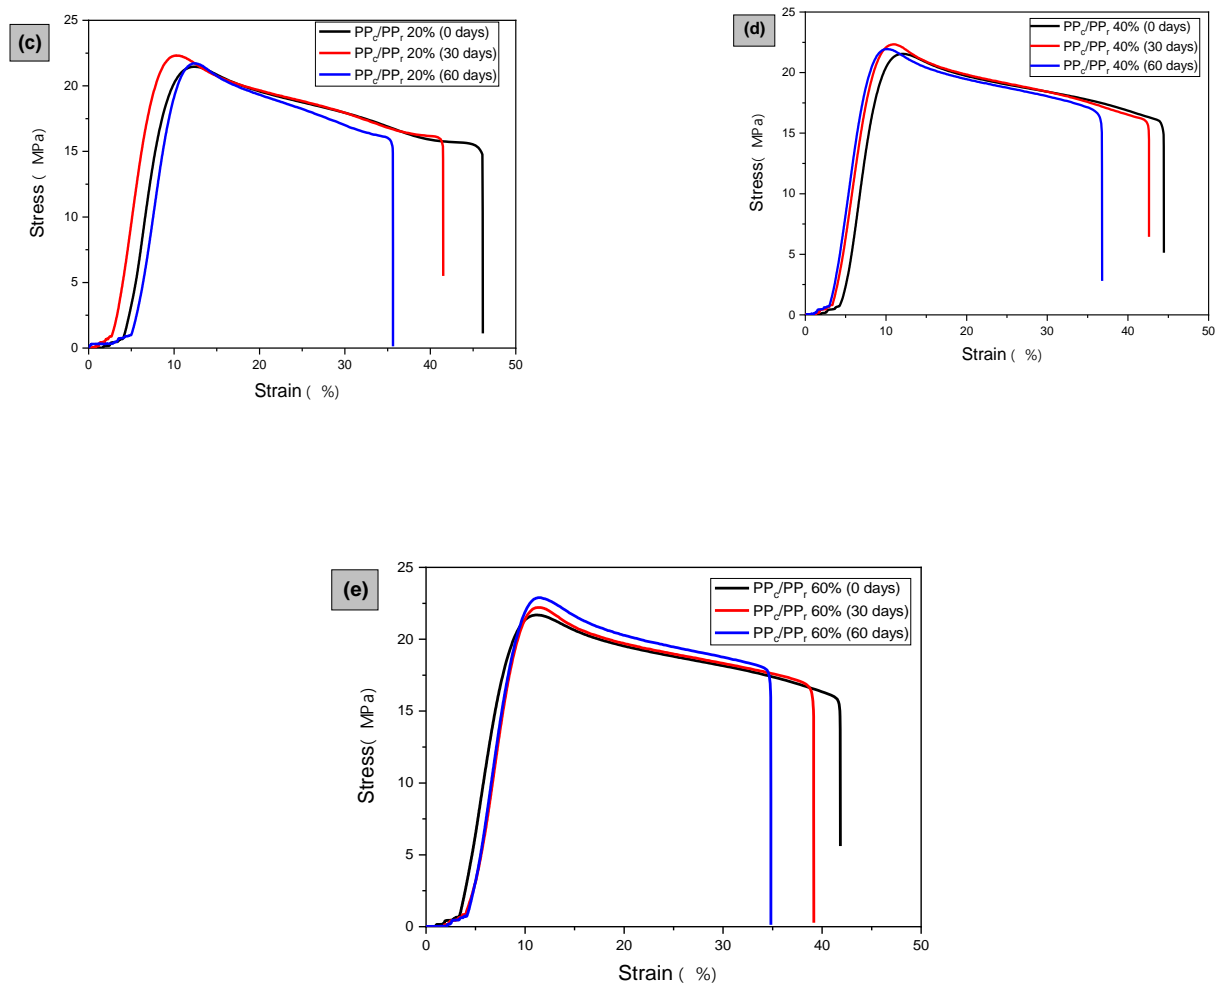 (c)
PPc/PPr 20% (0 days)
PPc/PPr 20% (30 days)
PPc/PPr 20% (60 days)
25
20
15
10
5
0
Stress ( MPa)
0 10 20 30 40 50
Strain ( %)
(d)
PPc/PPr 40% (0 days)
PPc/PPr 40% (30 days)
PPc/PPr 40% (60 days)
25
20
15
10
5
0
Stress( MPa)
0 10 20 30 40 50
Strain ( %)
(e)
PPc/PPr 60% (0 days)
PPc/PPr 60% (30 days)
PPc/PPr 60% (60 days)
25
20
15
10
5
0
Stress( MPa)
0 10 20 30 40 50
Strain ( %)